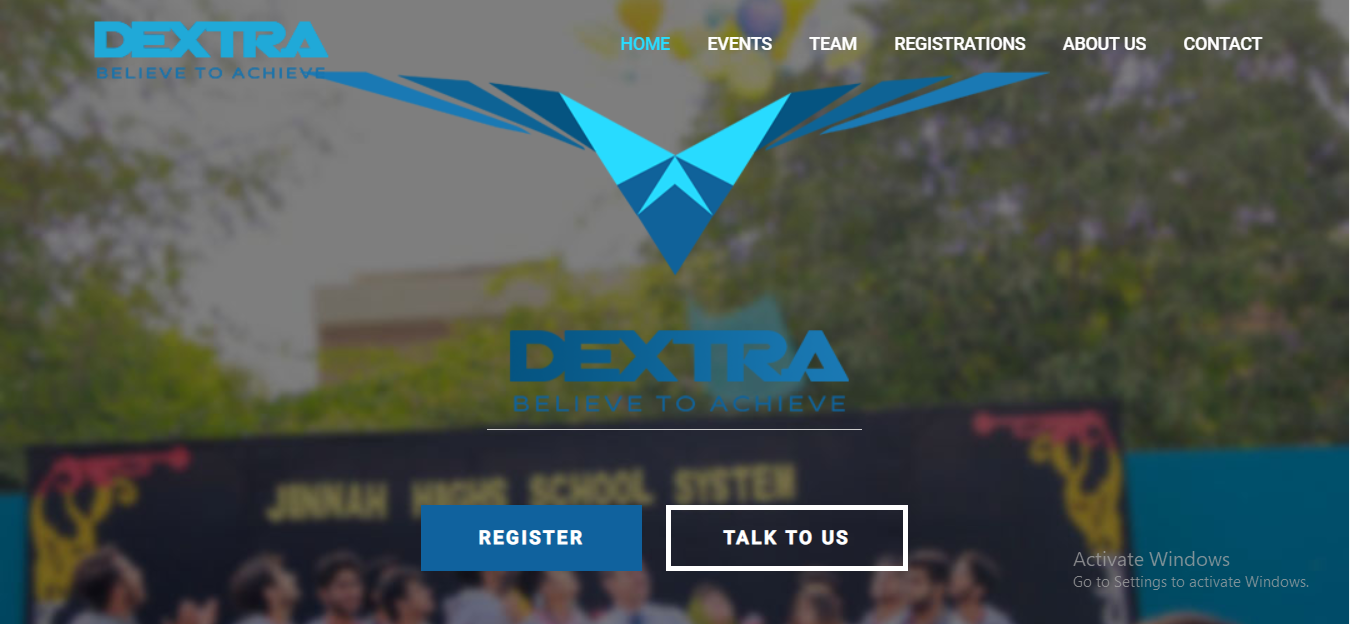 DEXTRA
BELIEVE TO ACHIEVE
HOME EVENTS TEAM REGISTRATIONS ABOUT US CONTACT
DEXTRA
BELIEVE TO ACHIEVE
JINNAH HIGHS SCHOOL SYSTEM
REGISTER TALK TO US
Activate Windows
Go to Settings to activate Windows.